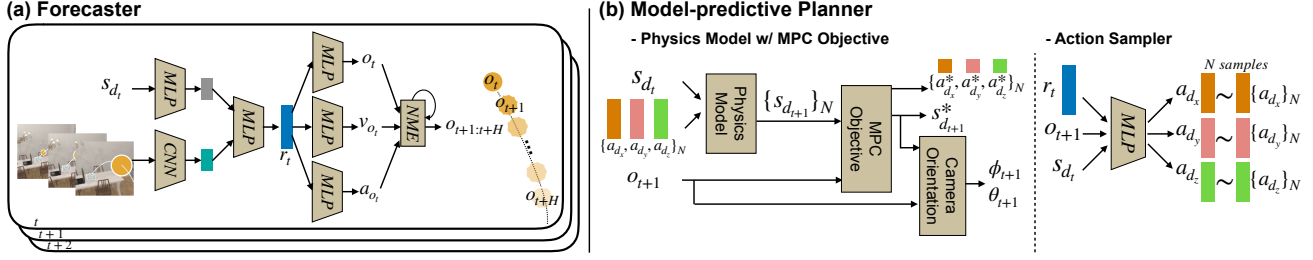 (a) Forecaster
s_{d_t}
MLP
CNN
MLP
r_t
MLP
MLP
MLP
o_t
v_{o_t}
a_{o_t}
NME
o_{t+1:t+H}
o_t
o_{t+1}
o_{t+H}
t
t + 1
t + 2
(b) Model-predictive Planner
- Physics Model w/ MPC Objective
s_{d_t}
{a_{d_x}, a_{d_y}, a_{d_z}}_N
o_{t+1}
Physics
Model
{s_{d_{t+1}}}_N
MPC
Objective
{a^*_{d_x}, a^*_{d_y}, a^*_{d_z}}_N
s^*_{d_{t+1}}
Camera
Orientation
ϕ_{t+1}
θ_{t+1}
- Action Sampler
N samples
r_t
o_{t+1}
s_{d_t}
MLP
a_{d_x} ~ {a_{d_x}}_N
a_{d_y} ~ {a_{d_y}}_N
a_{d_z} ~ {a_{d_z}}_N